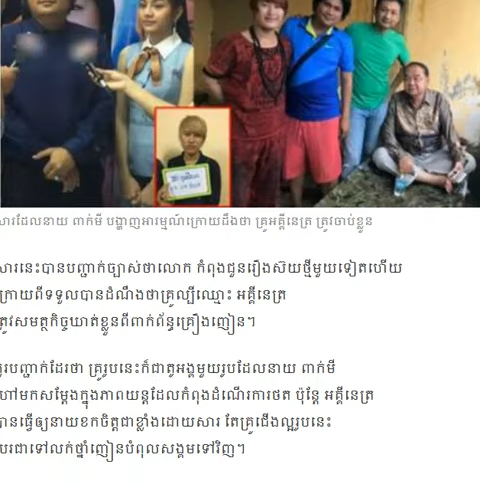 សារដែលនាយ ពាក់មី បង្ហាញអារម្មណ៍ក្រោយដឹងថា គ្រូអគ្គីនេត្រ ត្រូវចាប់ខ្លួន
សារនេះបានបញ្ជាក់ច្បាស់ថាលោក កំពុងជូនរឿងស៊យថ្មីមួយទៀតហើយ
ក្រោយពីទទួលបានដំណឹងថាគ្រូល្បីឈ្មោះ អគ្គីនេត្រ
ត្រូវសមត្ថកិច្ចឃាត់ខ្លួនពីពាក់ព័ន្ធគ្រឿងញៀន។
រូបញ្ជាក់ដែរថា គ្រូរូបនេះក៏ជាតូអង្គមួយរូបដែលនាយ ពាក់មី
ហៅមកសម្តែងក្នុងភាពយន្តដែលកំពុងដំណើរការថត ប៉ុន្តែ អគ្គីនេត្រ
បានធ្វើឲ្យនាយខកចិត្តជាខ្លាំងដោយសារ តែគ្រូជើងល្អរូបនេះ
បែរជាទៅលក់ថ្នាំញៀនបំពុលសង្គមទៅវិញ។